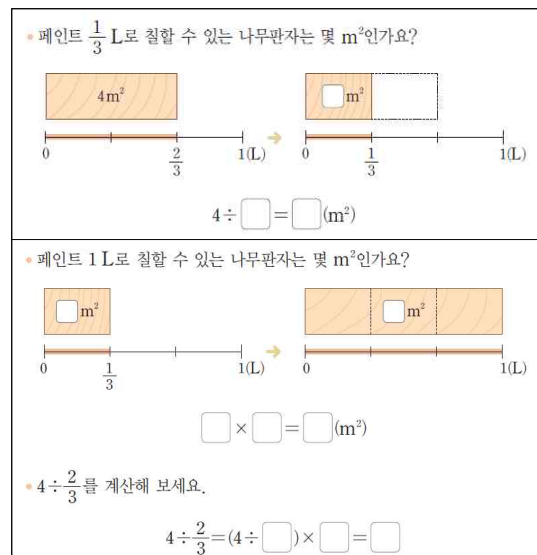 • 페인트 1/3 L로 칠할 수 있는 나무판자는 몇 m²인가요?
4 m² □ m²
0 2/3 1(L) → 0 1/3 1(L)
4÷□=□(m²)
• 페인트 1 L로 칠할 수 있는 나무판자는 몇 m²인가요?
□ m² □ m²
0 1/3 1(L) → 0 1(L)
□×□=□(m²)
• 4÷2/3를 계산해 보세요.
4÷2/3=(4÷□)×□=□